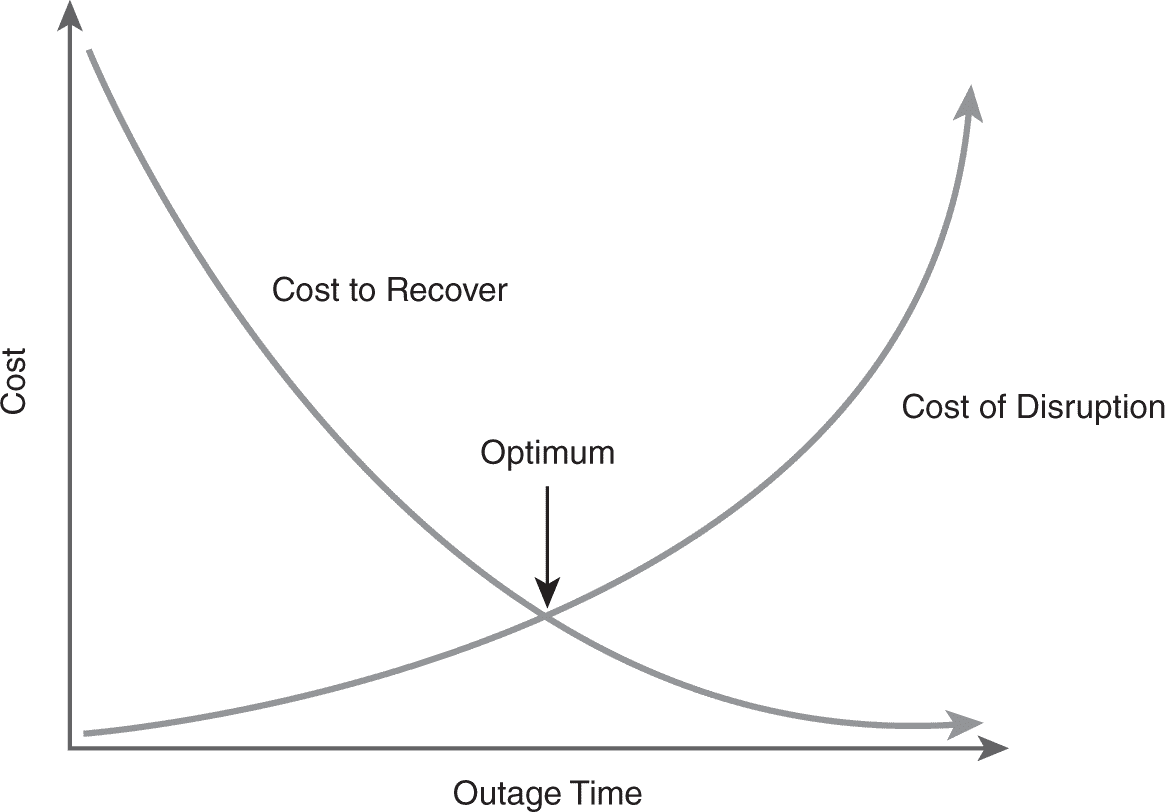 Cost to Recover
Cost
Cost of Disruption
Optimum
Outage Time